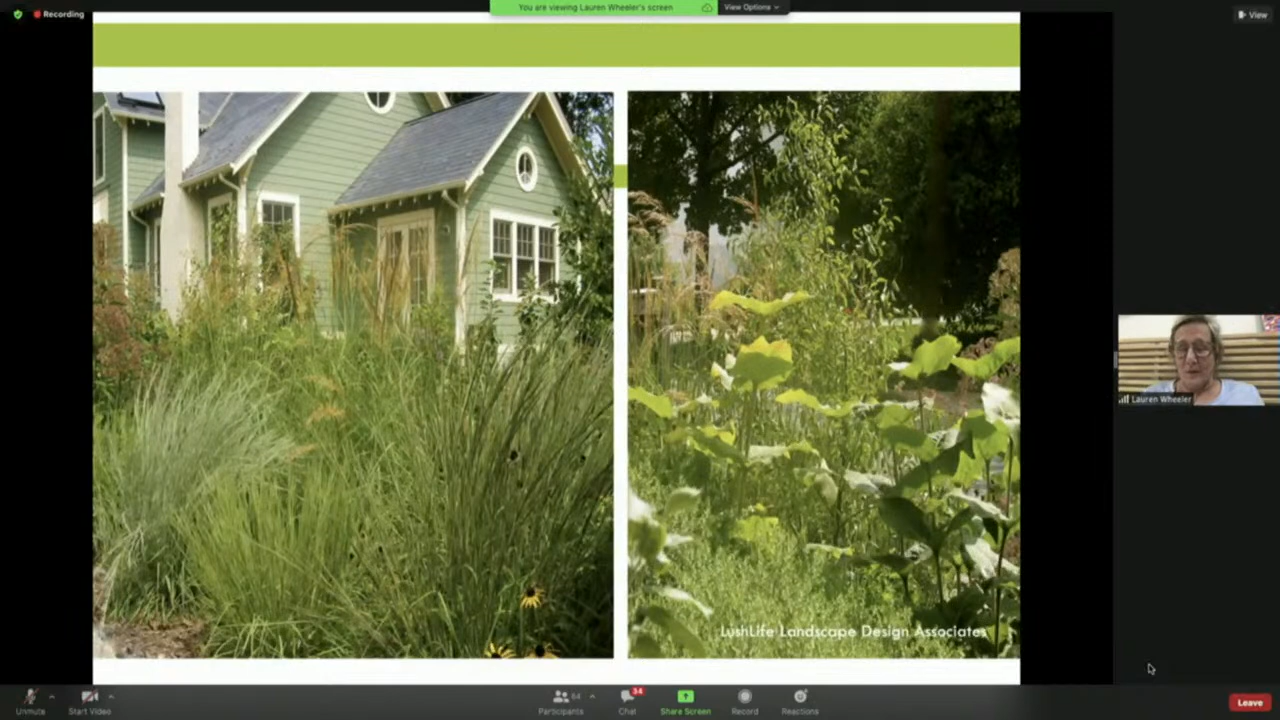 Recording
You are viewing Lauren Wheeler's screen
View Options
View
LushLife Landscape Design Associates
Lauren Wheeler
Unmute
Start Video
Participants
64
Chat
34
Share Screen
Record
Reactions
Leave